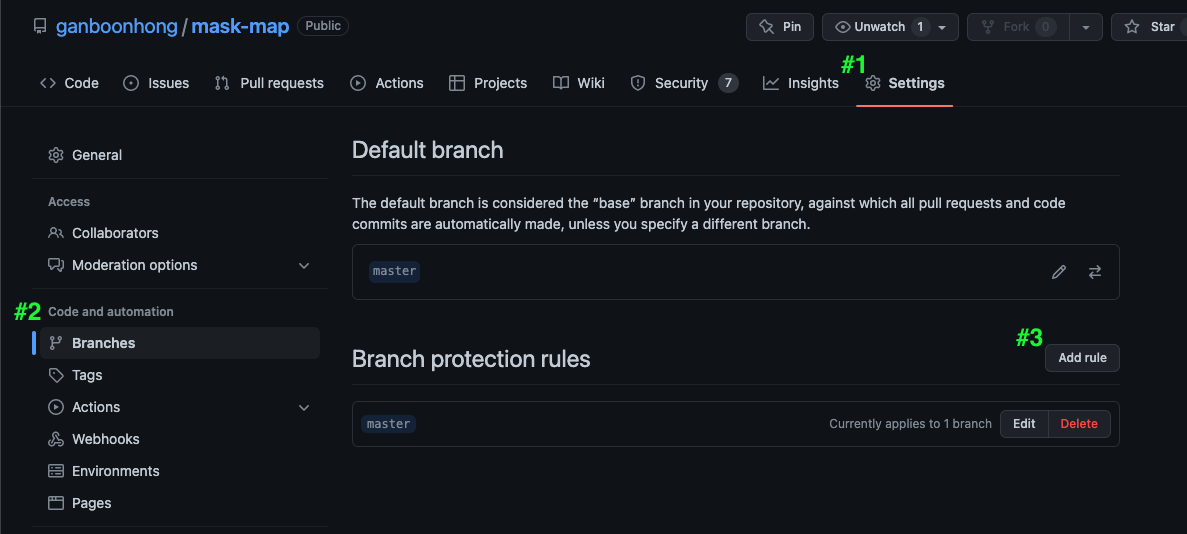 ganboonhong / mask-map Public Pin Unwatch 1 Fork 0 Star
#1
Code Issues Pull requests Actions Projects Wiki Security 7 Insights Settings
General
Access
Collaborators
Moderation options
#2 Code and automation
Branches
Tags
Actions
Webhooks
Environments
Pages
Default branch
The default branch is considered the “base” branch in your repository, against which all pull requests and code
commits are automatically made, unless you specify a different branch.
master
#3
Branch protection rules Add rule
master Currently applies to 1 branch Edit Delete